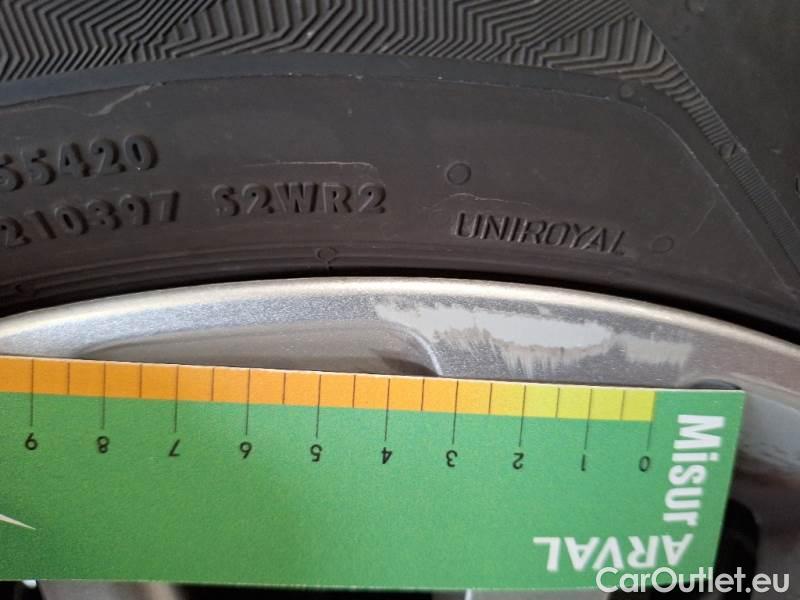 55420
210397 S2WR2
UNIROYAL
9 8 7 6 5 4 3 2 1 0
Misur
ARVAL
CarOutlet.eu